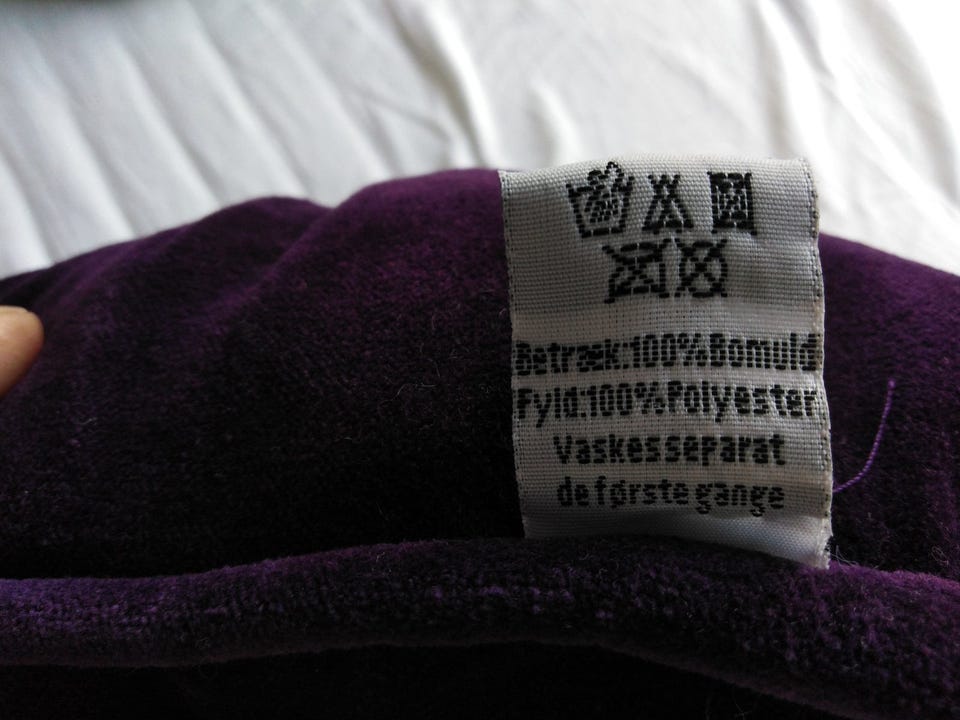 Betræk:100%Bomuld
Fyld:100%Polyester
Vaskes separat
de første gange